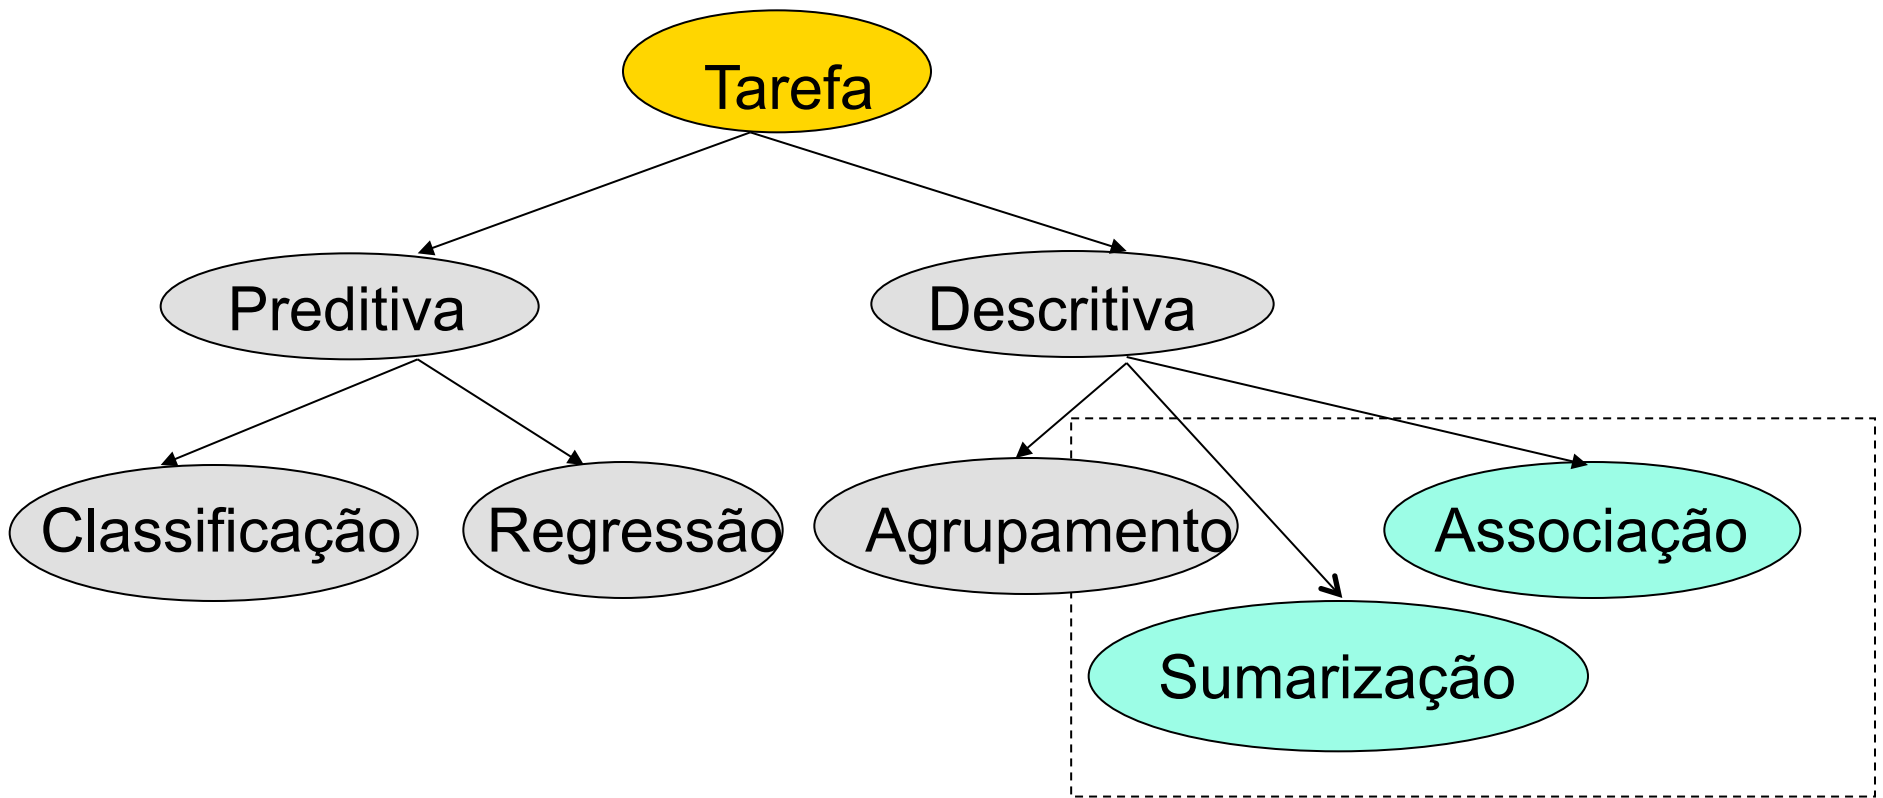 Tarefa
Preditiva
Descritiva
Classificação
Regressão
Agrupamento
Associação
Sumarização